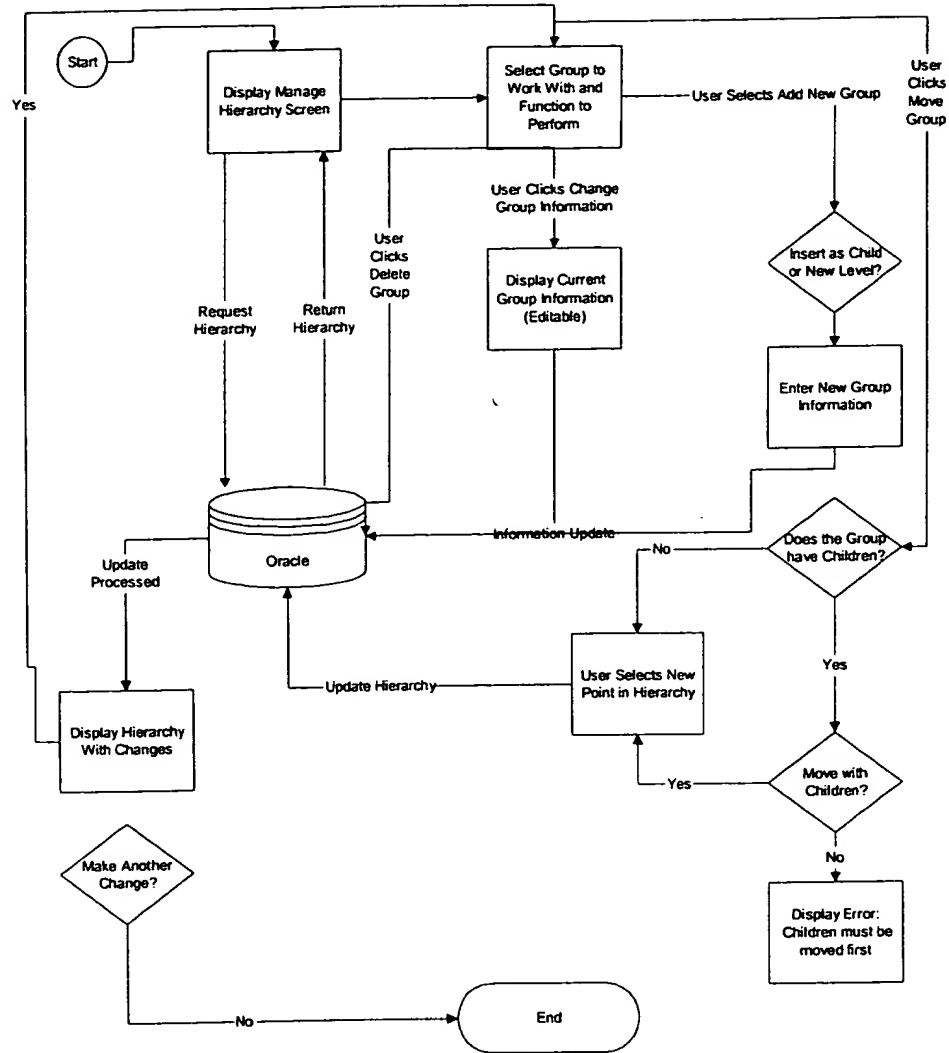 Start
Yes
Display Manage
Hierarchy Screen
Select Group to
Work With and
Function to
Perform
User Selects Add New Group
User
Clicks
Move
Group
User Clicks Change
Group Information
User
Clicks
Delete
Group
Insert as Child
or New Level?
Display Current
Group Information
(Editable)
Request
Hierarchy
Return
Hierarchy
Enter New Group
Information
Information Update
Oracle
Update
Processed
No
Does the Group
have Children?
Yes
User Selects New
Point in Hierarchy
Update Hierarchy
Display Hierarchy
With Changes
Yes
Move with
Children?
No
Make Another
Change?
Display Error:
Children must be
moved first
No
End